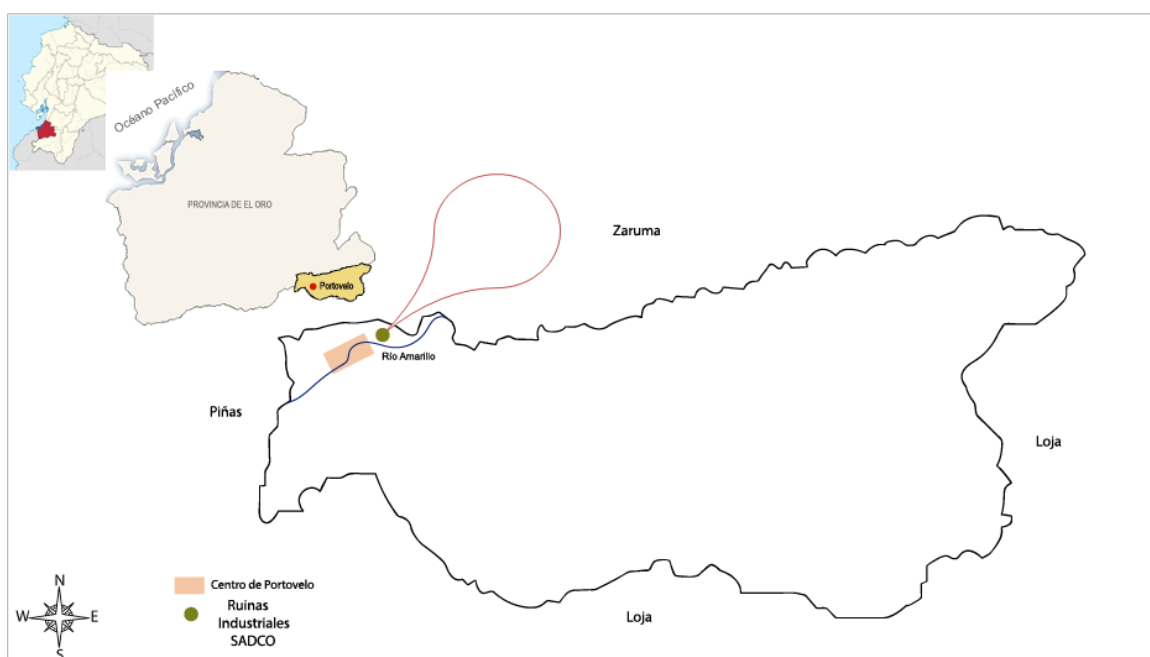 Océano Pacífico
PROVINCIA DE EL ORO
Portovelo
Zaruma
Río Amarillo
Piñas
Loja
Loja
N
W
E
S
Centro de Portovelo
Ruinas
Industriales
SADCO